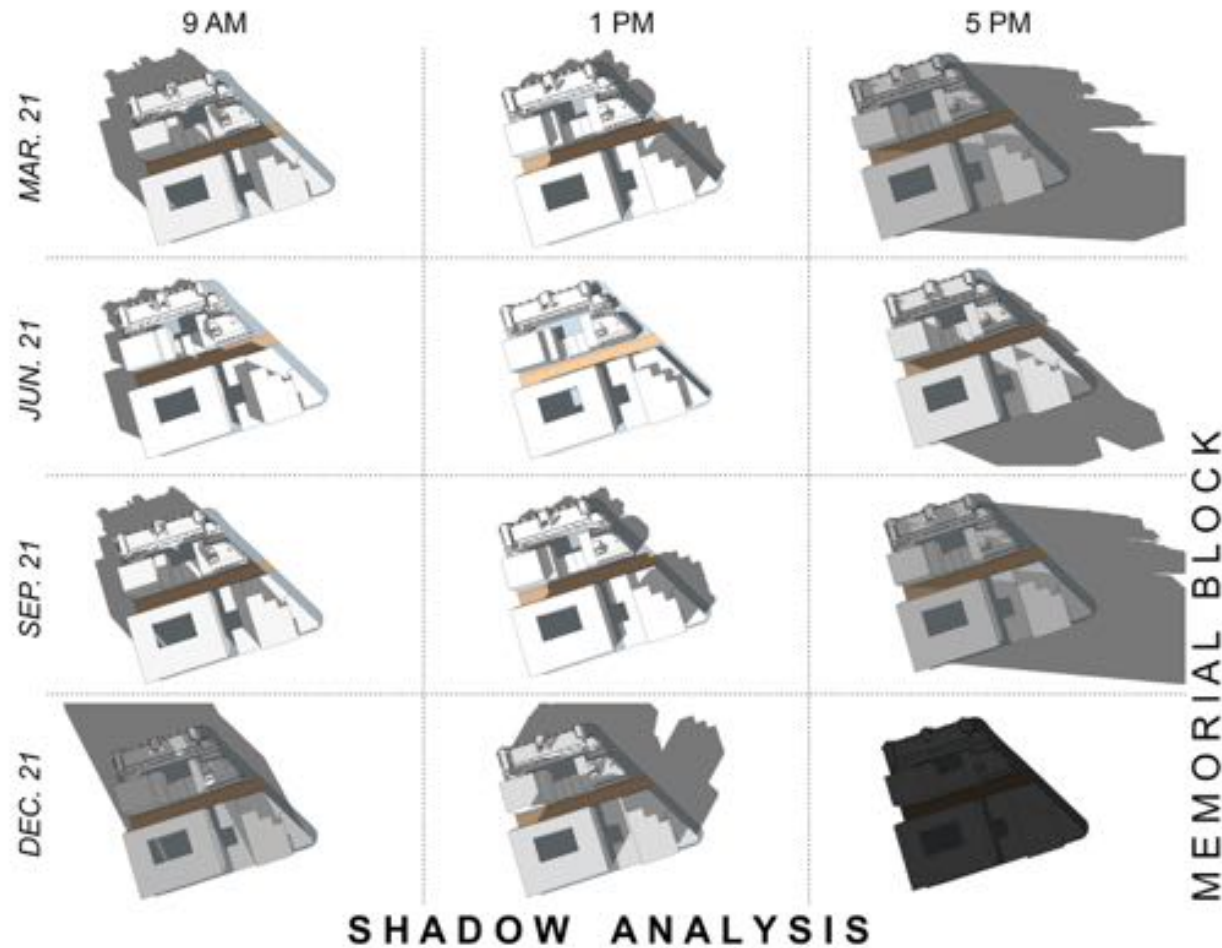 9 AM
1 PM
5 PM
MAR. 21
JUN. 21
SEP. 21
DEC. 21
MEMORIAL BLOCK
SHADOW ANALYSIS